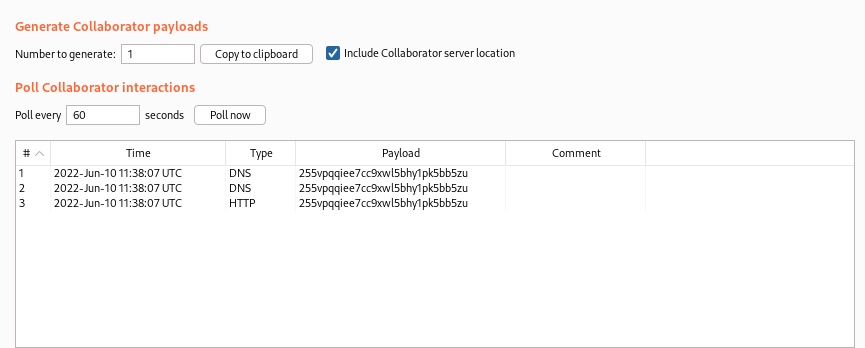 Generate Collaborator payloads
Number to generate: 1 Copy to clipboard Include Collaborator server location
Poll Collaborator interactions
Poll every 60 seconds Poll now
# Time Type Payload Comment
1 2022-Jun-10 11:38:07 UTC DNS 255vpqqiee7cc9xwl5bhy1pk5bb5zu
2 2022-Jun-10 11:38:07 UTC DNS 255vpqqiee7cc9xwl5bhy1pk5bb5zu
3 2022-Jun-10 11:38:07 UTC HTTP 255vpqqiee7cc9xwl5bhy1pk5bb5zu